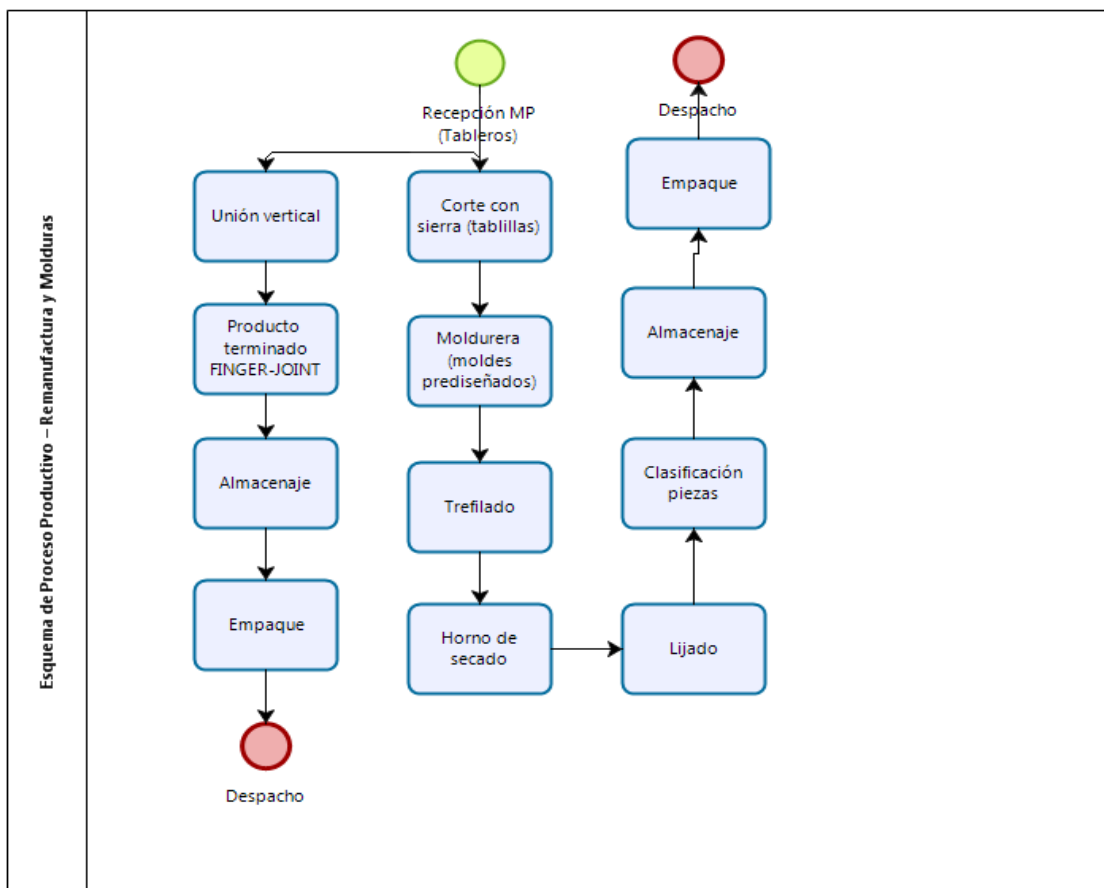 Esquema de Proceso Productivo – Remanufactura y Molduras
Recepción MP
(Tableros)
Unión vertical
Producto
terminado
FINGER-JOINT
Almacenaje
Empaque
Despacho
Corte con
sierra (tablillas)
Moldurera
(moldes
prediseñados)
Trefilado
Horno de
secado
Lijado
Clasificación
piezas
Almacenaje
Empaque
Despacho